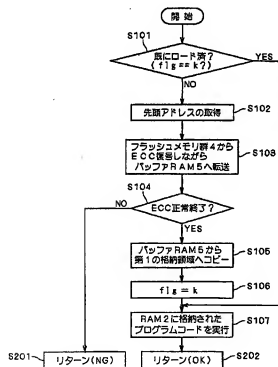 開 始
S101
既にロード済?
(flg==k?)
YES
NO
先頭アドレスの取得
S102
フラッシュメモリ群4から
ECC復号しながら
バッファRAM5へ転送
S103
S104
ECC正常終了?
NO
YES
バッファRAM5から
第1の格納領域へコピー
S105
flg=k
S106
RAM2に格納された
プログラムコードを実行
S107
S201
リターン(NG)
リターン(OK)
S202